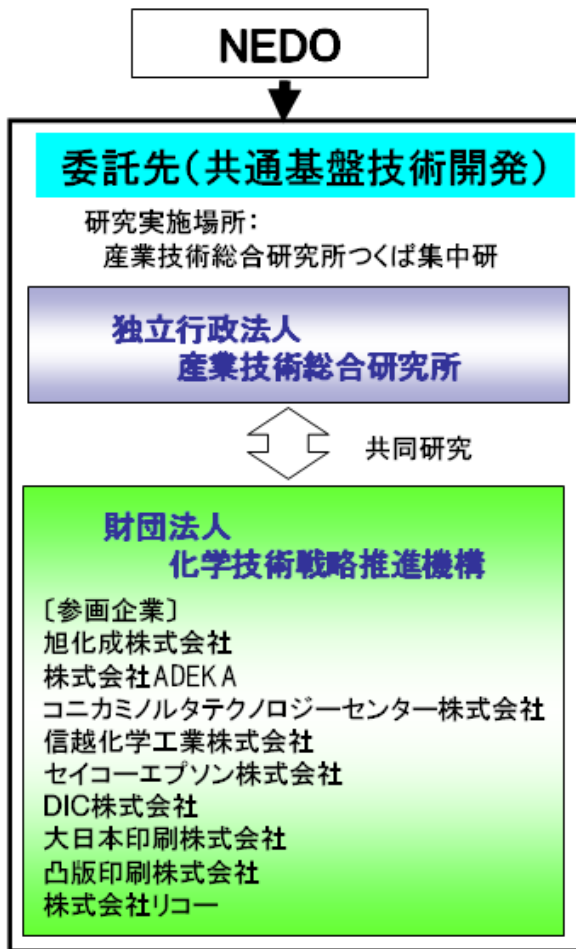 NEDO
委託先(共通基盤技術開発)
研究実施場所:
産業技術総合研究所つくば集中研
独立行政法人
産業技術総合研究所
共同研究
財団法人
化学技術戦略推進機構
〔参画企業〕
旭化成株式会社
株式会社ADEKA
コニカミノルタテクノロジーセンター株式会社
信越化学工業株式会社
セイコーエプソン株式会社
DIC株式会社
大日本印刷株式会社
凸版印刷株式会社
株式会社リコー